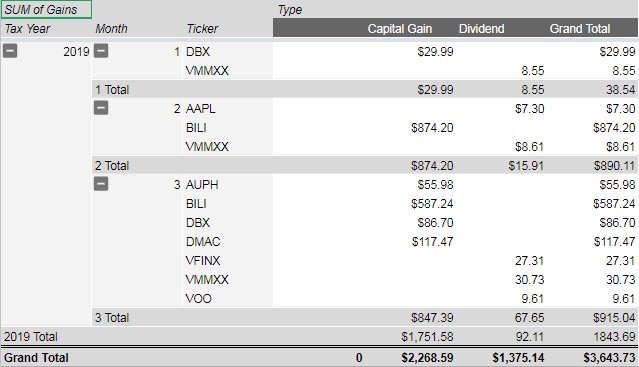 SUM of Gains Type
Tax Year Month Ticker Capital Gain Dividend Grand Total
2019 1 DBX $29.99 $29.99
VMMXX 8.55 8.55
1 Total $29.99 8.55 38.54
2 AAPL $7.30 $7.30
BILI $874.20 $874.20
VMMXX $8.61 $8.61
2 Total $874.20 $15.91 $890.11
3 AUPH $55.98 $55.98
BILI $587.24 $587.24
DBX $86.70 $86.70
DMAC $117.47 $117.47
VFINX 27.31 27.31
VMMXX 30.73 30.73
VOO 9.61 9.61
3 Total $847.39 67.65 $915.04
2019 Total $1,751.58 92.11 1843.69
Grand Total 0 $2,268.59 $1,375.14 $3,643.73